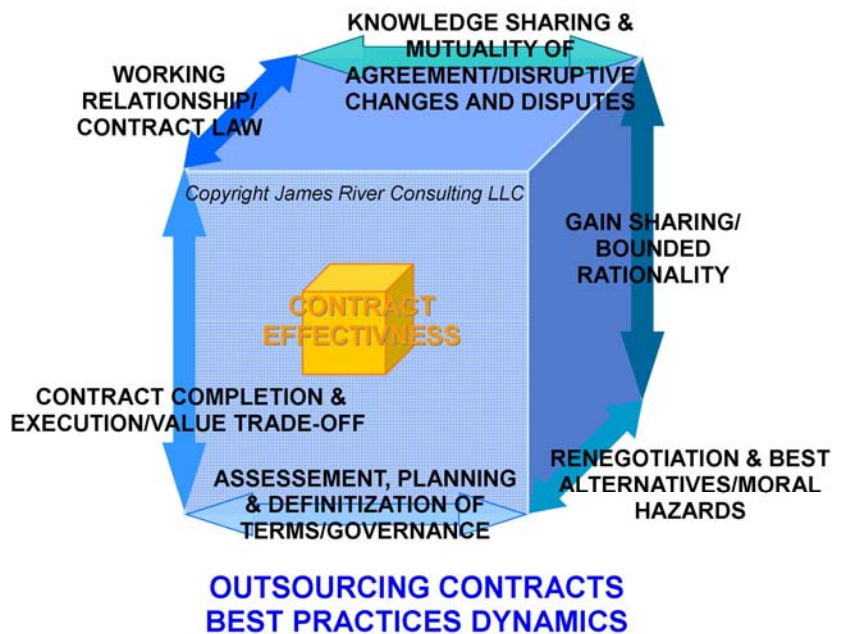 KNOWLEDGE SHARING &
MUTUALITY OF
AGREEMENT/DISRUPTIVE
CHANGES AND DISPUTES
WORKING
RELATIONSHIP/
CONTRACT LAW
Copyright James River Consulting LLC
GAIN SHARING/
BOUNDED
RATIONALITY
CONTRACT
EFFECTIVNESS
CONTRACT COMPLETION &
EXECUTION/VALUE TRADE-OFF
RENEGOTIATION & BEST
ALTERNATIVES/MORAL
HAZARDS
ASSESSEMENT, PLANNING
& DEFINITIZATION OF
TERMS/GOVERNANCE
OUTSOURCING CONTRACTS
BEST PRACTICES DYNAMICS